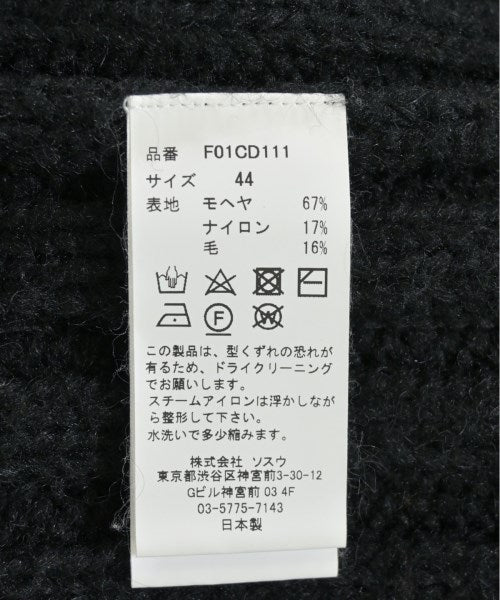 品番 F01CD111
サイズ 44
表地 モヘヤ 67%
ナイロン 17%
毛 16%
F W
この製品は、型くずれの恐れが
有るため、ドライクリーニング
でお願いします。
スチームアイロンは浮かしなが
ら整形して下さい。
水洗いで多少縮みます。
株式会社 ソスウ
東京都渋谷区神宮前3-30-12
Gビル神宮前 03 4F
03-5775-7143
日本製